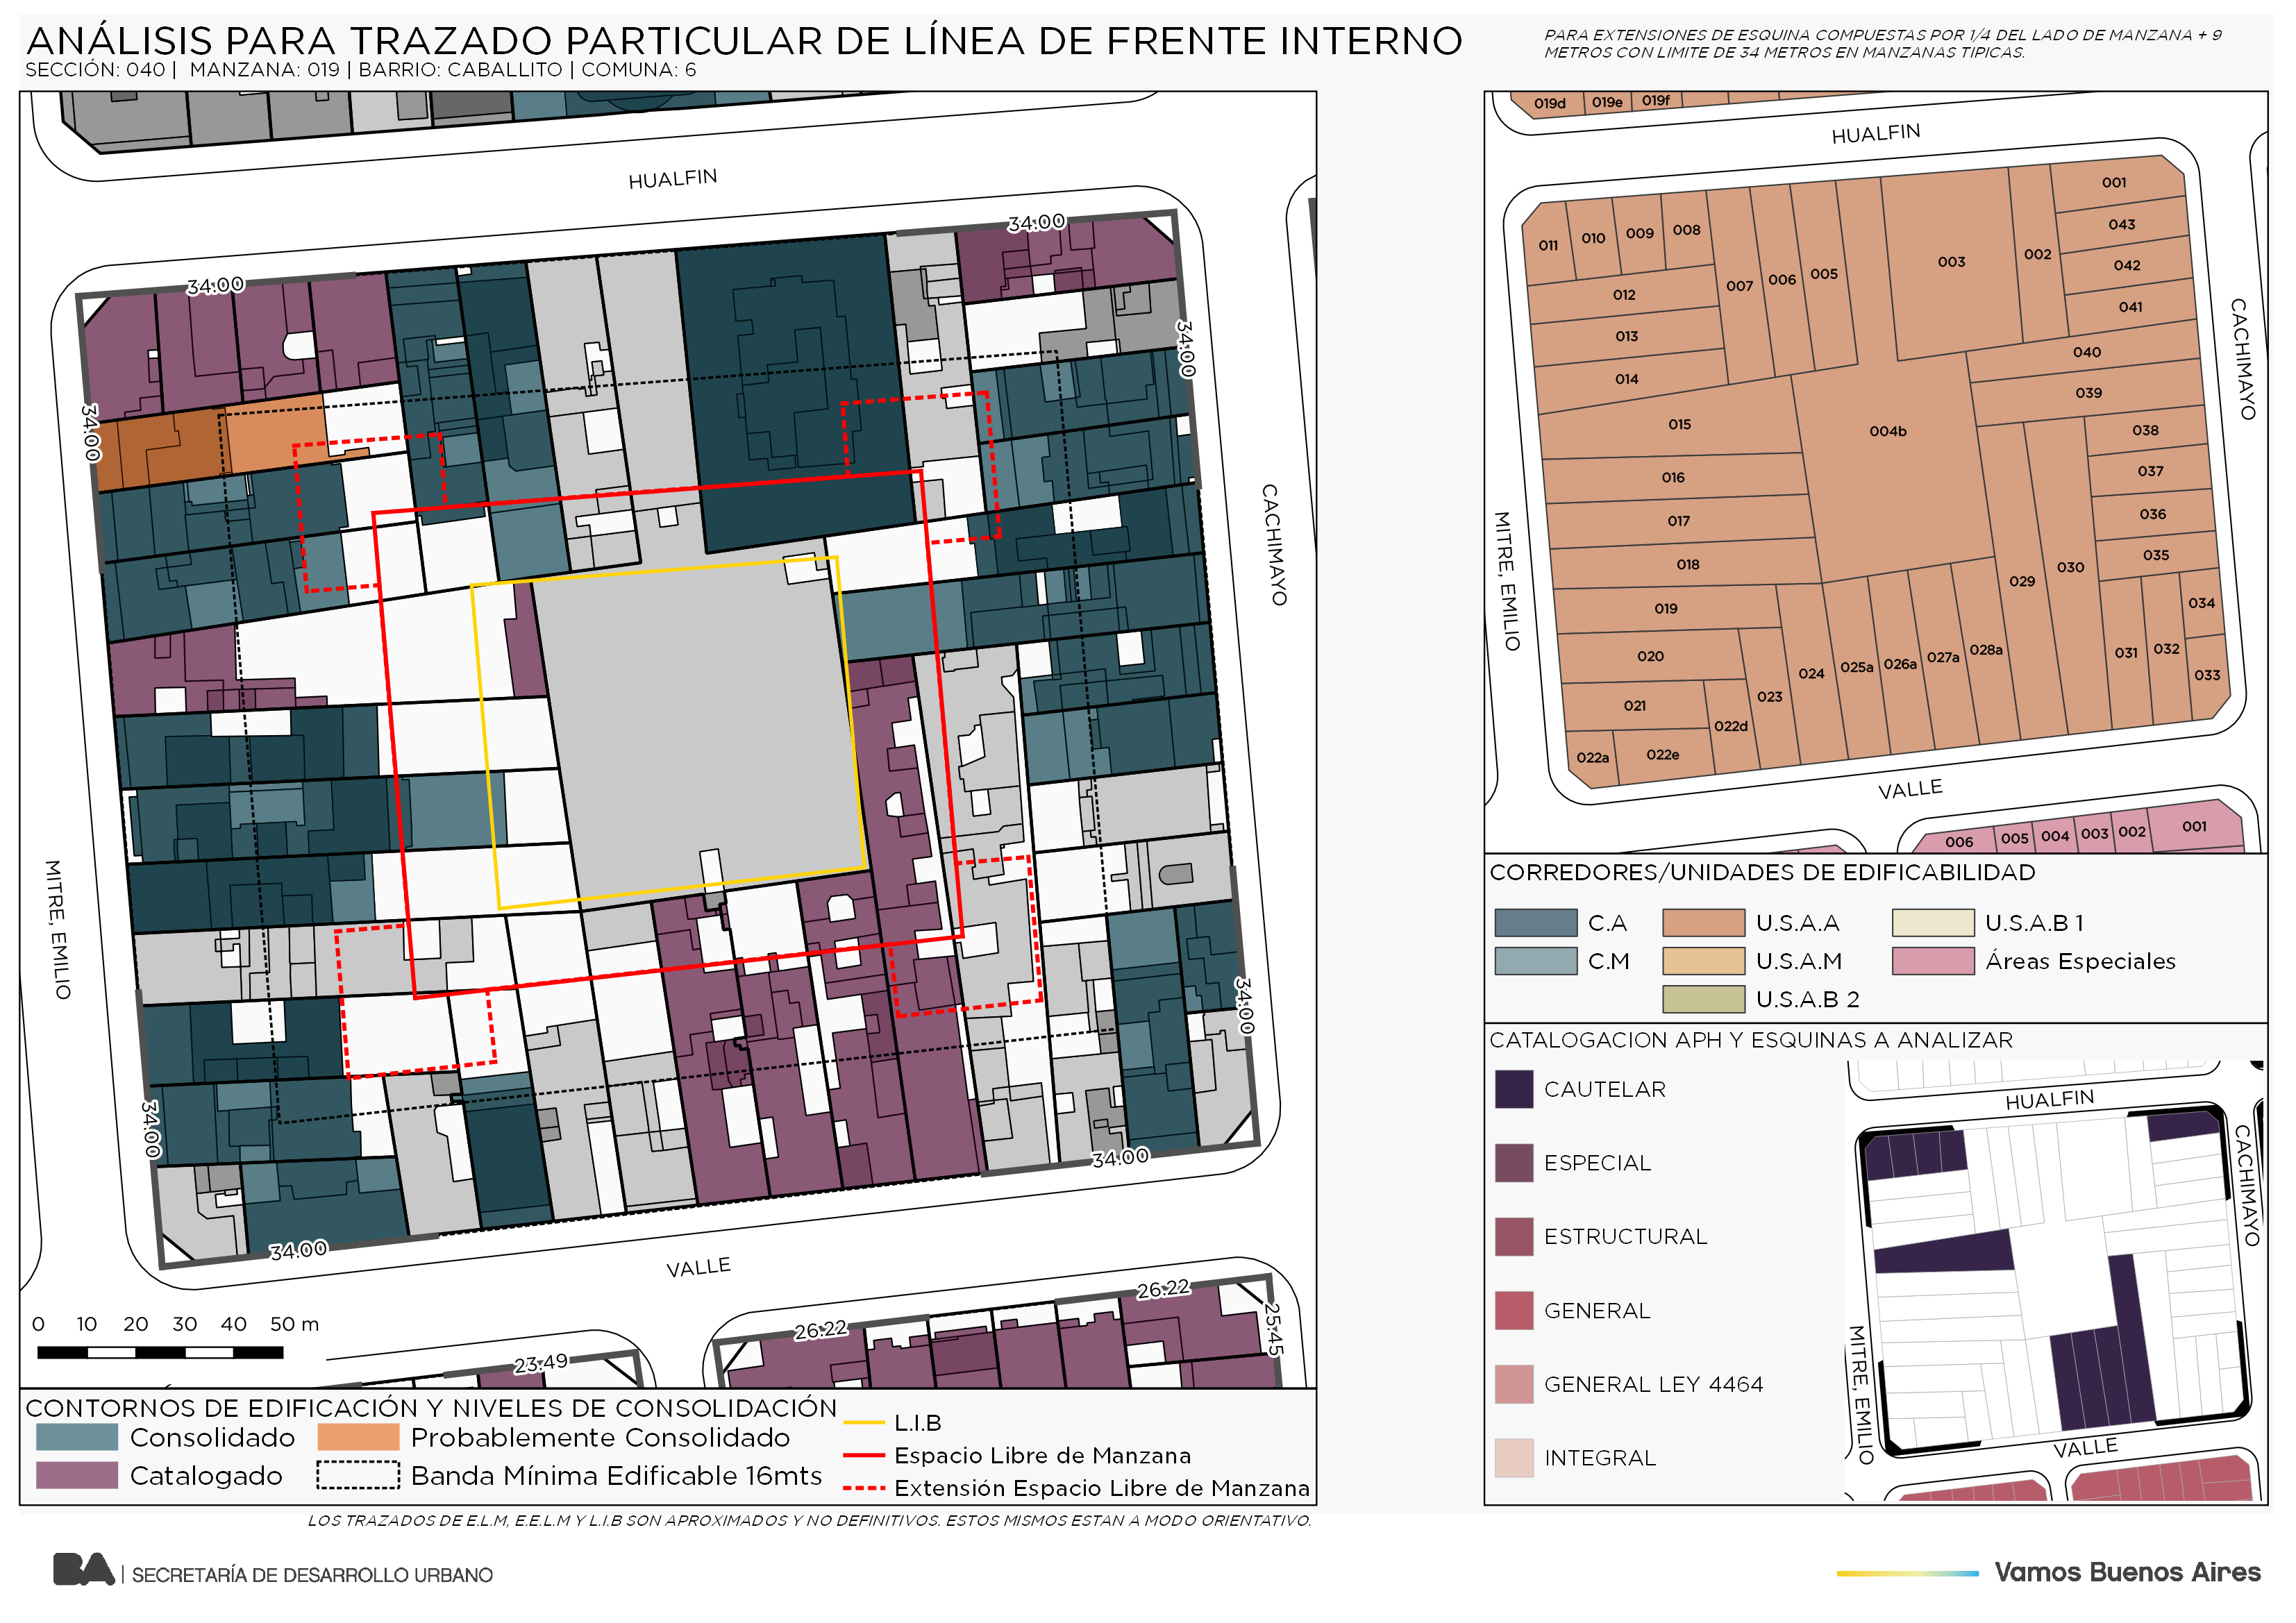 ANÁLISIS PARA TRAZADO PARTICULAR DE LÍNEA DE FRENTE INTERNO
SECCIÓN: 040 | MANZANA: 019 | BARRIO: CABALLITO | COMUNA: 6
PARA EXTENSIONES DE ESQUINA COMPUESTAS POR 1/4 DEL LADO DE MANZANA + 9
METROS CON LIMITE DE 34 METROS EN MANZANAS TIPICAS.
HUALFIN
34.00
34.00
34.00
34.00
CACHIMAYO
MITRE, EMILIO
34.00
34.00
34.00
34.00
VALLE
26.22
26.22
25.45
23.49
0 10 20 30 40 50 m
CONTORNOS DE EDIFICACIÓN Y NIVELES DE CONSOLIDACIÓN
Consolidado
Probablemente Consolidado
Catalogado
Banda Mínima Edificable 16mts
L.I.B
Espacio Libre de Manzana
Extensión Espacio Libre de Manzana
LOS TRAZADOS DE E.L.M, E.E.L.M Y L.I.B SON APROXIMADOS Y NO DEFINITIVOS. ESTOS MISMOS ESTAN A MODO ORIENTATIVO.
019d 019e 019f
HUALFIN
001
043
042
041
011 010 009 008
007 006 005
003
002
012
013
014
040
039
CACHIMAYO
015
004b
038
016
037
017
036
018
035
MITRE, EMILIO
029
030
019
034
020
024
025a 026a 027a 028a
031 032
033
021
023
022d
022a
022e
VALLE
006 005 004 003 002 001
CORREDORES/UNIDADES DE EDIFICABILIDAD
C.A
U.S.A.A
U.S.A.B 1
C.M
U.S.A.M
Áreas Especiales
U.S.A.B 2
CATALOGACION APH Y ESQUINAS A ANALIZAR
CAUTELAR
ESPECIAL
ESTRUCTURAL
GENERAL
GENERAL LEY 4464
INTEGRAL
HUALFIN
CACHIMAYO
MITRE, EMILIO
VALLE
BA | SECRETARÍA DE DESARROLLO URBANO
Vamos Buenos Aires